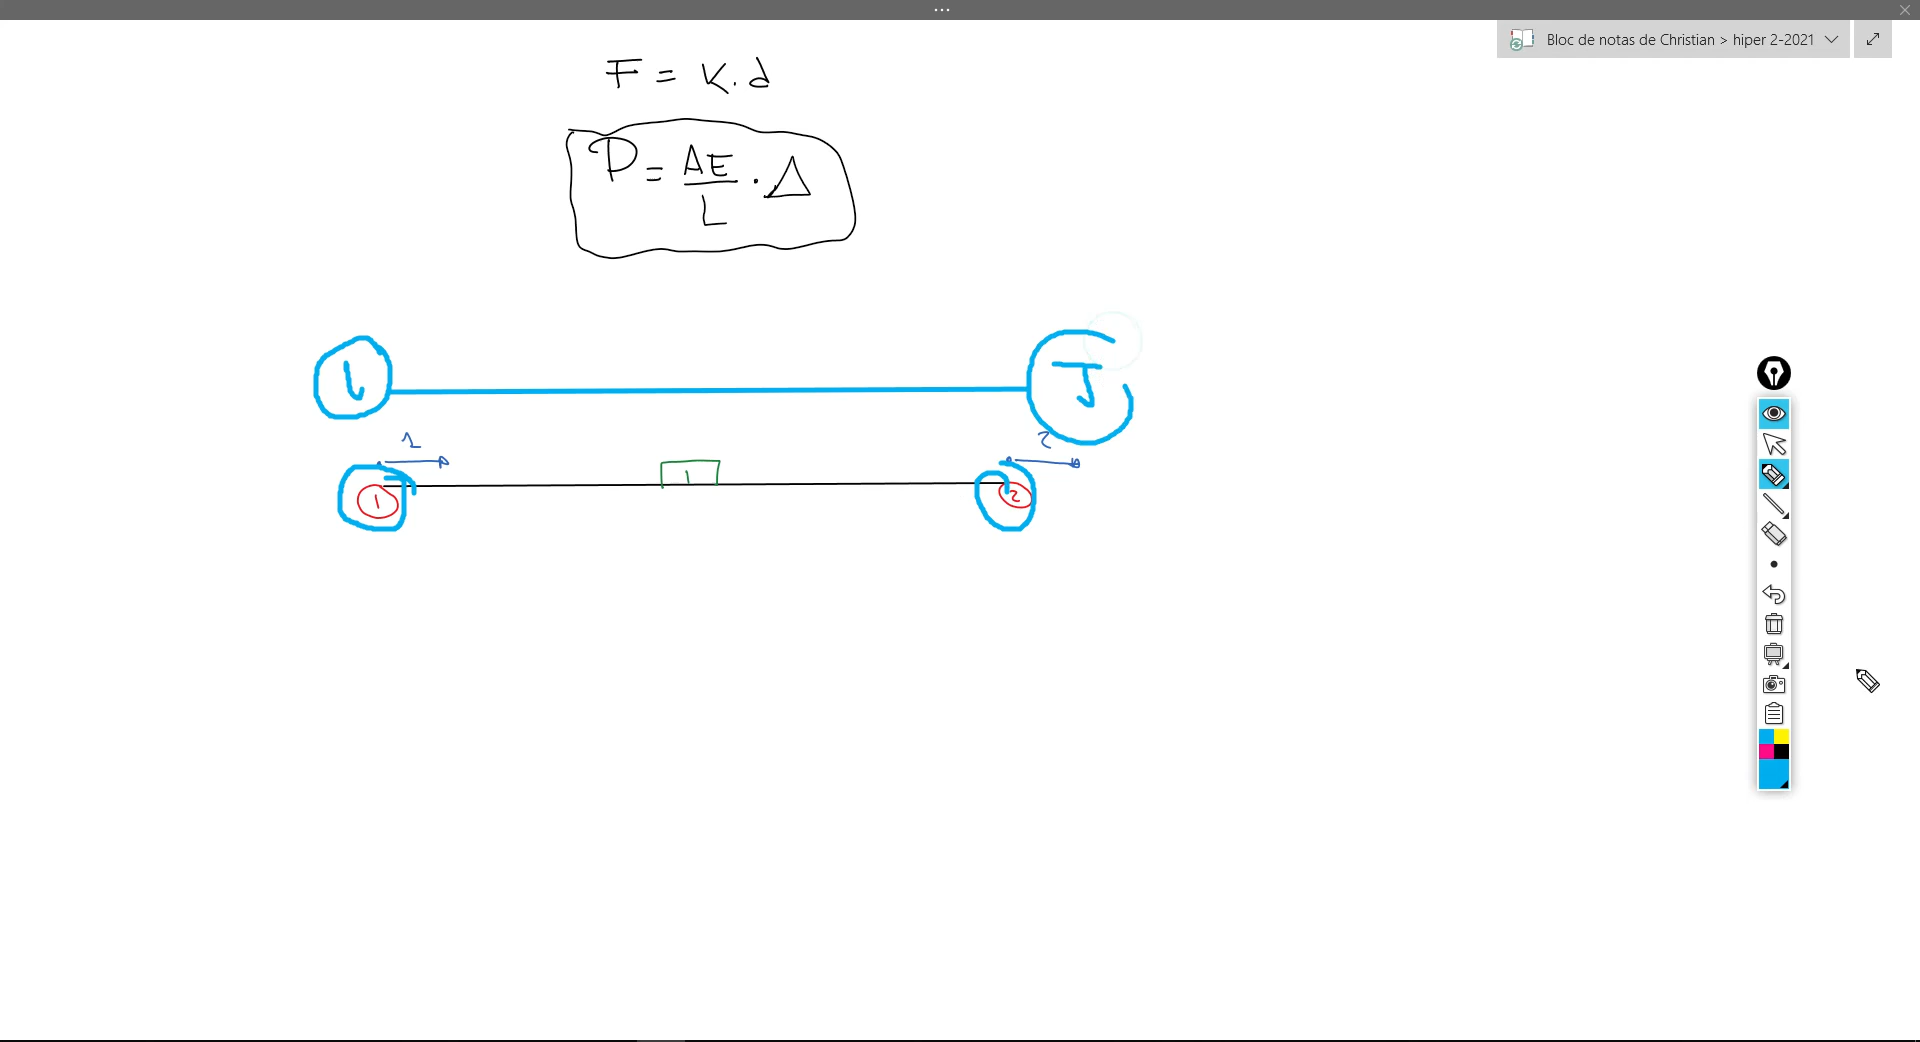 ...
Bloc de notas de Christian > hiper 2-2021
F = K.d
P = AE/L . Δ
i
J
1
2
1
1
2